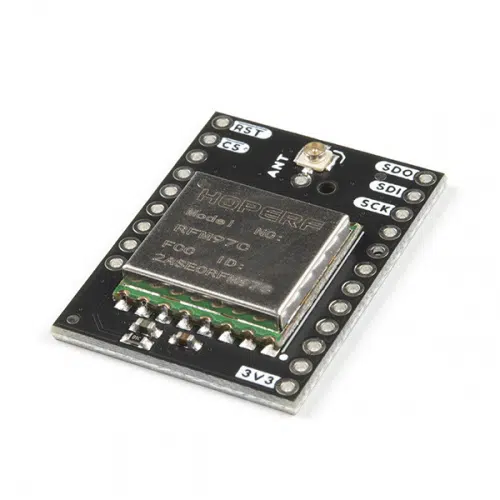 RST
CS
ANT
SDO
SDI
SCK
HOPERF
Model NO:
RFM97C
FCC ID:
2ASEORFM97C
3V3